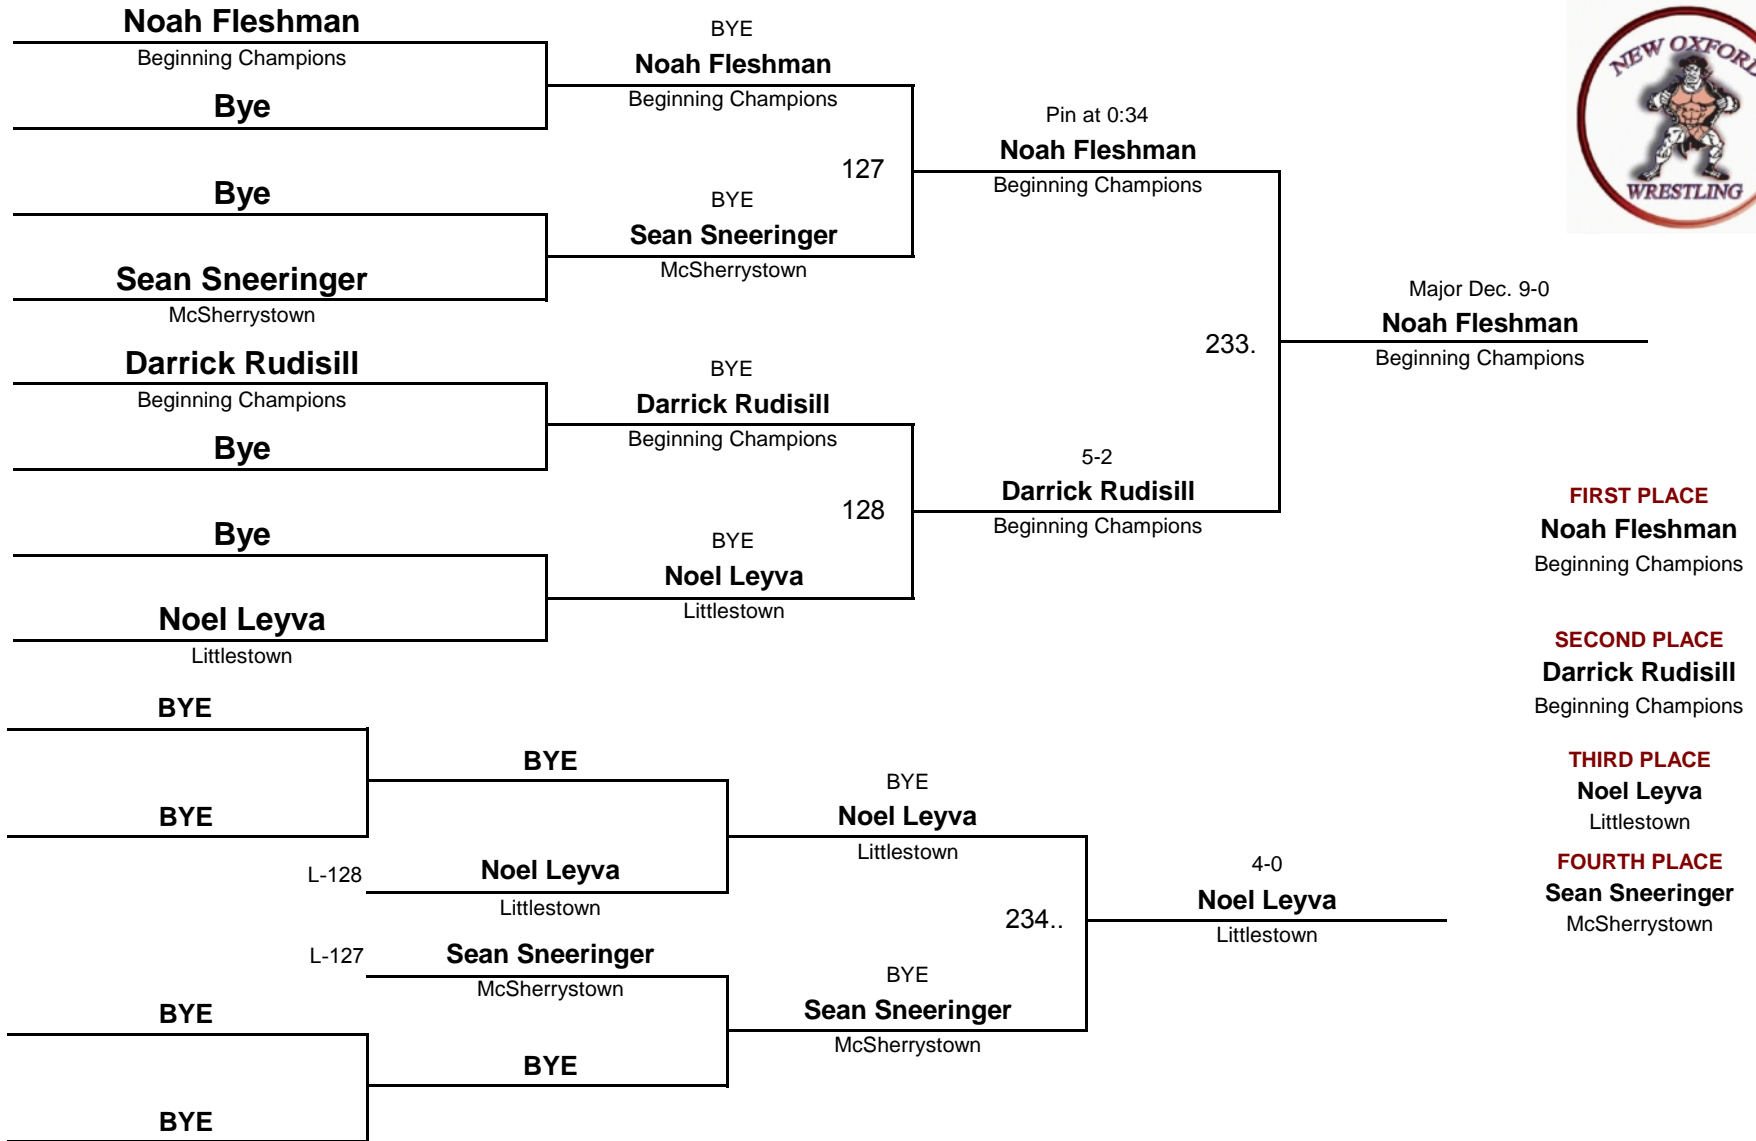 Noah Fleshman
Beginning Champions
Bye
Bye
Sean Sneeringer
McSherrystown
Darrick Rudisill
Beginning Champions
Bye
Bye
Noel Leyva
Littlestown
BYE
Noah Fleshman
Beginning Champions
127
BYE
Sean Sneeringer
McSherrystown
BYE
Darrick Rudisill
Beginning Champions
128
BYE
Noel Leyva
Littlestown
Pin at 0:34
Noah Fleshman
Beginning Champions
233.
5-2
Darrick Rudisill
Beginning Champions
Major Dec. 9-0
Noah Fleshman
Beginning Champions
NEW OXFORD
WRESTLING
FIRST PLACE
Noah Fleshman
Beginning Champions
SECOND PLACE
Darrick Rudisill
Beginning Champions
THIRD PLACE
Noel Leyva
Littlestown
FOURTH PLACE
Sean Sneeringer
McSherrystown
BYE
BYE
BYE
L-128
Noel Leyva
Littlestown
L-127
Sean Sneeringer
McSherrystown
BYE
BYE
BYE
BYE
Noel Leyva
Littlestown
234..
BYE
Sean Sneeringer
McSherrystown
4-0
Noel Leyva
Littlestown